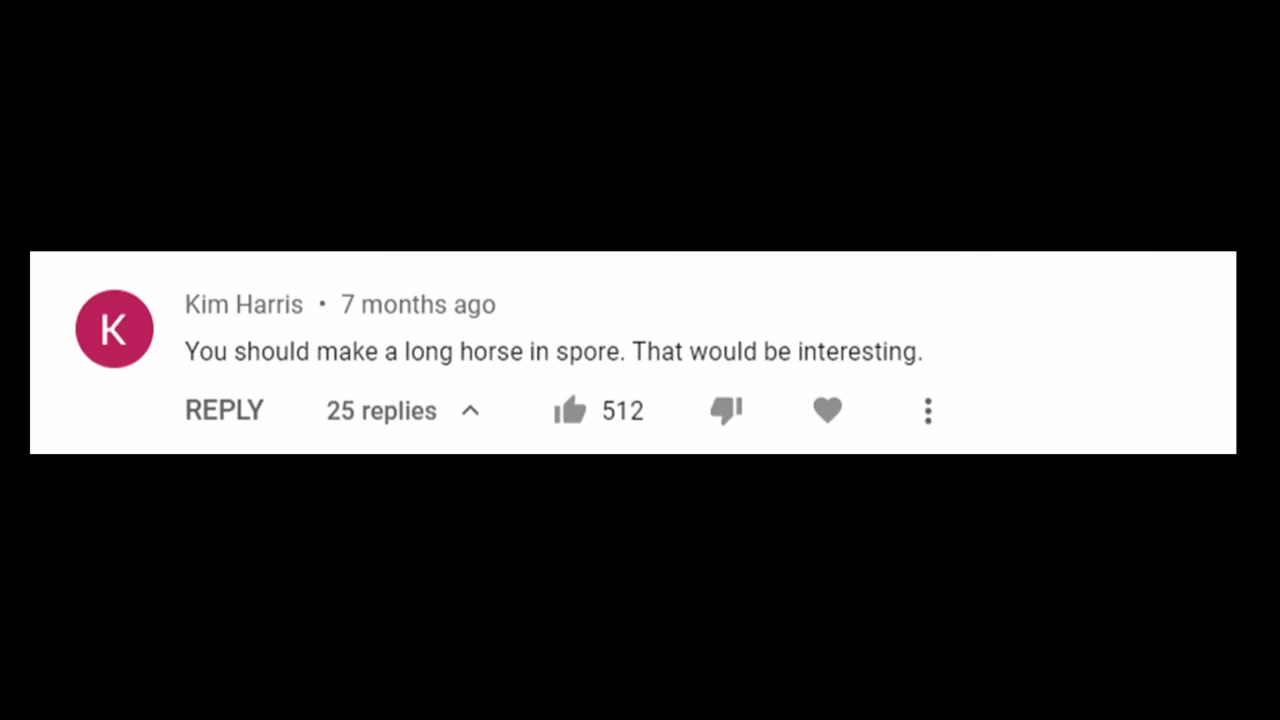 K
Kim Harris • 7 months ago
You should make a long horse in spore. That would be interesting.
REPLY 25 replies 512